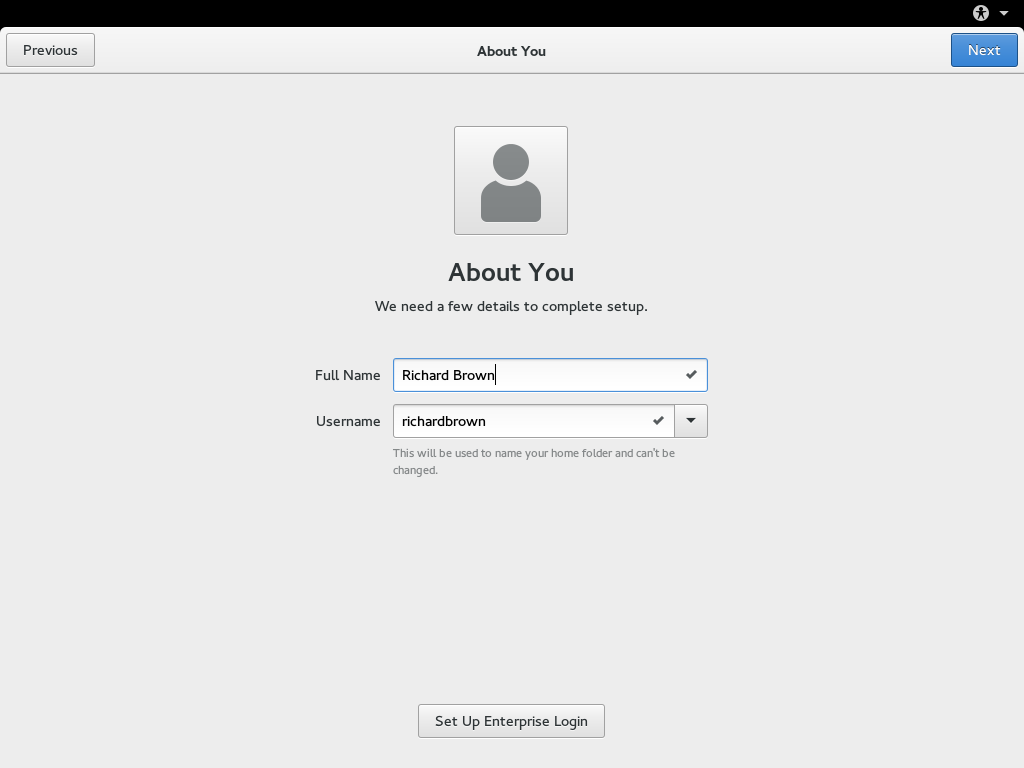 Previous
About You
Next
About You
We need a few details to complete setup.
Full Name Richard Brown
Username richardbrown
This will be used to name your home folder and can't be
changed.
Set Up Enterprise Login